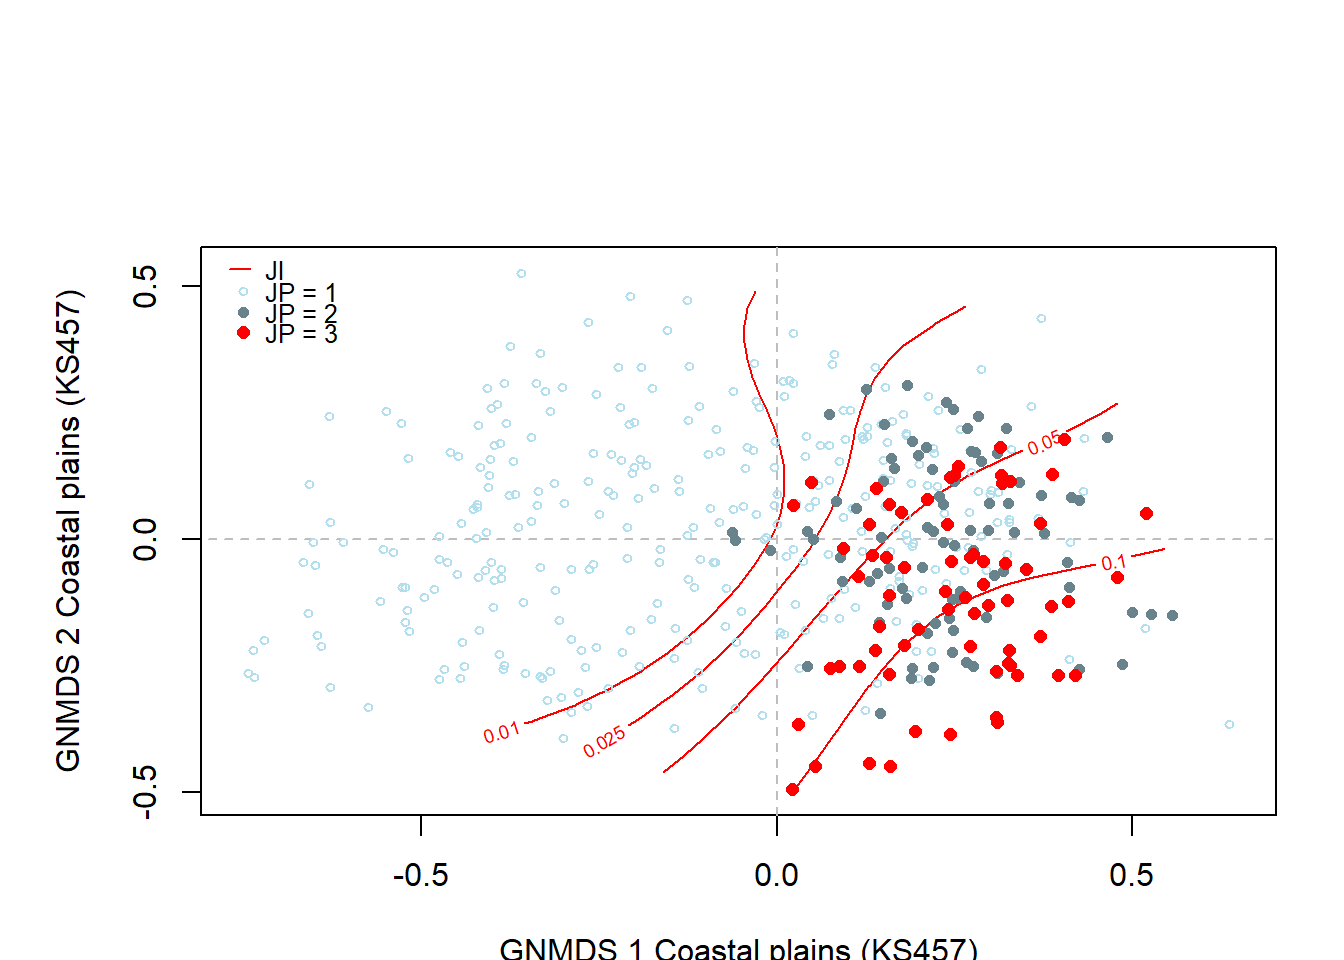 JI
JP = 1
JP = 2
JP = 3
0.5
0.0
-0.5
GNMDS 2 Coastal plains (KS457)
0.05
0.1
0.01
0.025
-0.5
0.0
0.5
GNMDS 1 Coastal plains (KS457)